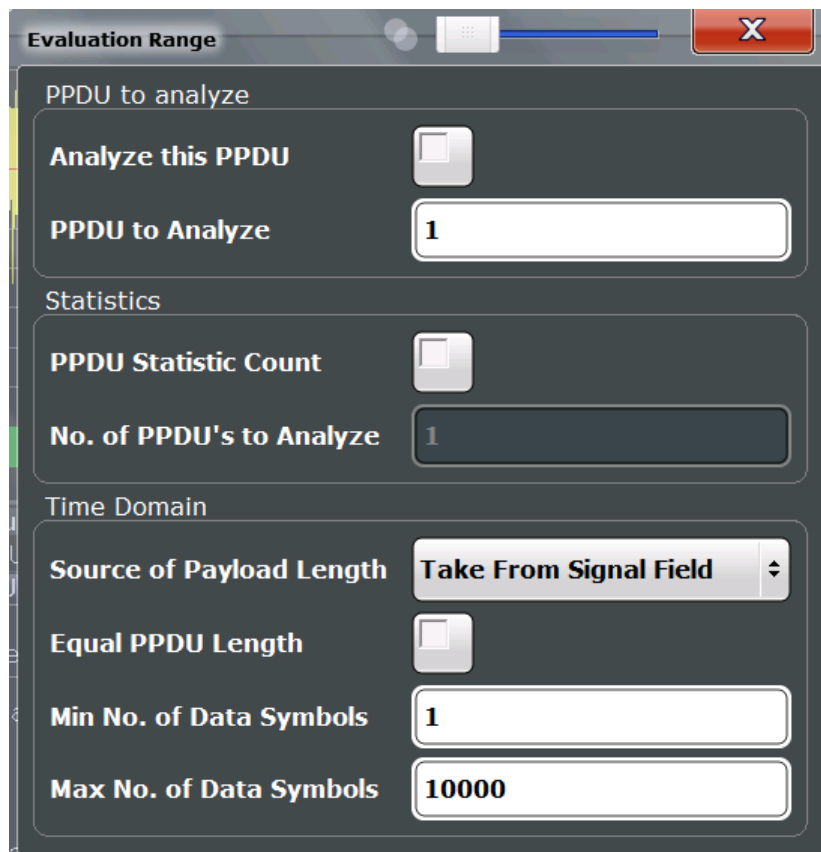 Evaluation Range
PPDU to analyze
Analyze this PPDU
PPDU to Analyze 1
Statistics
PPDU Statistic Count
No. of PPDU's to Analyze 1
Time Domain
Source of Payload Length Take From Signal Field
Equal PPDU Length
Min No. of Data Symbols 1
Max No. of Data Symbols 10000